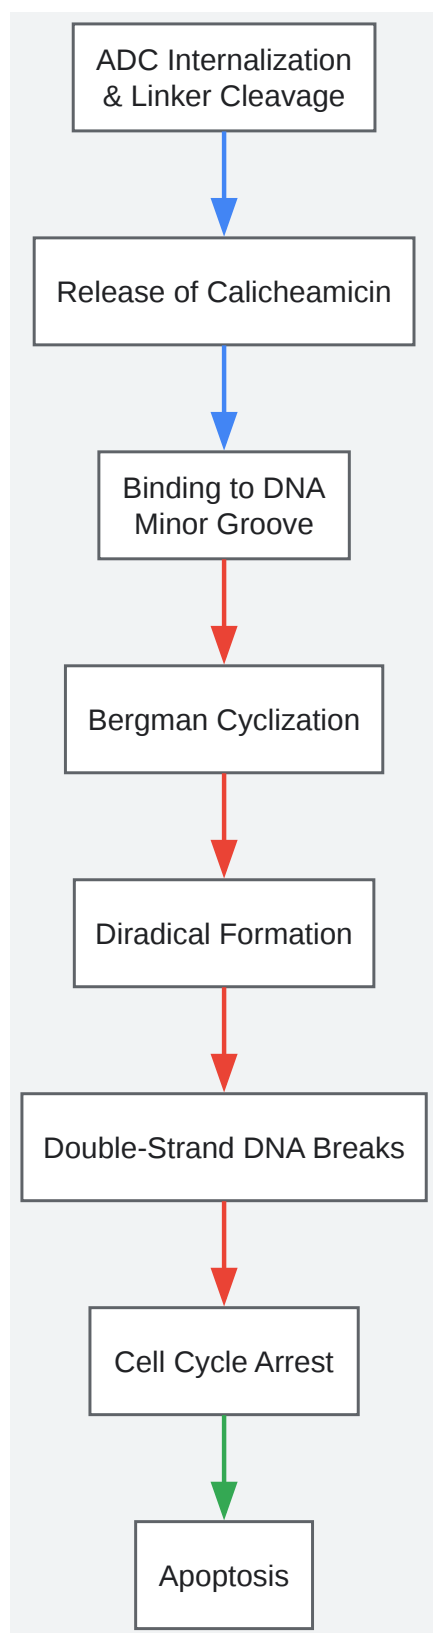 ADC Internalization
& Linker Cleavage
Release of Calicheamicin
Binding to DNA
Minor Groove
Bergman Cyclization
Diradical Formation
Double-Strand DNA Breaks
Cell Cycle Arrest
Apoptosis